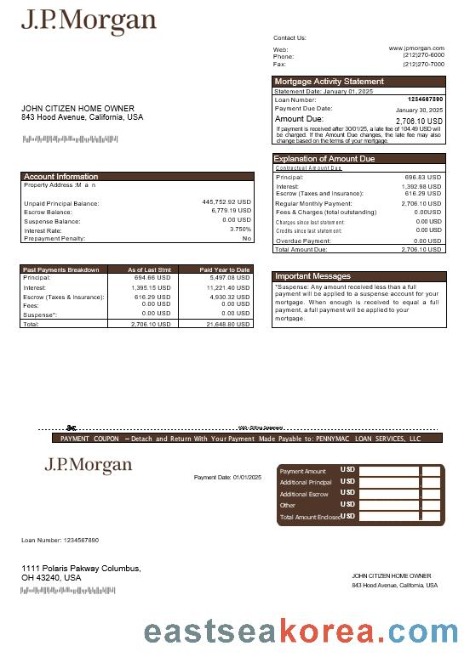 J.P.Morgan
Contact Us:
Web: www.jpmorgan.com
Phone: (212)270-6000
Fax: (212)270-7000
Mortgage Activity Statement
Statement Date: January 01, 2025
Loan Number: 1234567890
Payment Due Date: January 30, 2025
Amount Due: 2,706.10 USD
If payment is received after 30/01/25, a late fee of 104.49 USD will
be charged. If the Amount Due changes, the late fee may also
change based on the terms of your mortgage.
JOHN CITIZEN HOME OWNER
843 Hood Avenue, California, USA
Explanation of Amount Due
Contractual Amount Due
Principal: 696.83 USD
Interest: 1,392.98 USD
Escrow (Taxes and Insurance): 616.29 USD
Regular Monthly Payment: 2,706.10 USD
Fees & Charges (total outstanding) 0.00USD
Charges since last statement: 0.00 USD
Credits since last statement: 0.00 USD
Overdue Payment: 0.00 USD
Total Amount Due: 2,706.10 USD
Account Information
Property Address :M a n
Unpaid Principal Balance: 445,752.92 USD
Escrow Balance: 6,779.19 USD
Suspense Balance: 0.00 USD
Interest Rate: 3.750%
Prepayment Penalty: No
Past Payments Breakdown As of Last Stmt Paid Year to Date
Principal: 694.66 USD 5,497.08 USD
Interest: 1,395.15 USD 11,221.40 USD
Escrow (Taxes & Insurance): 616.29 USD 4,930.32 USD
Fees: 0.00 USD 0.00 USD
Suspense*: 0.00 USD 0.00 USD
Total: 2,706.10 USD 21,648.80 USD
Important Messages
*Suspense: Any amount received less than a full
payment will be applied to a suspense account for your
mortgage. When enough is received to equal a full
payment, a full payment will be applied to your
mortgage.
PAYMENT COUPON – Detach and Return With Your Payment Made Payable to: PENNYMAC LOAN SERVICES, LLC
J.P.Morgan
Payment Date: 01/01/2025
Payment Amount USD
Additional Principal USD
Additional Escrow USD
Other USD
Total Amount Enclosed USD
Loan Number: 1234567890
1111 Polaris Pakway Columbus,
OH 43240, USA
JOHN CITIZEN HOME OWNER
843 Hood Avenue, California, USA
eastseakorea.com